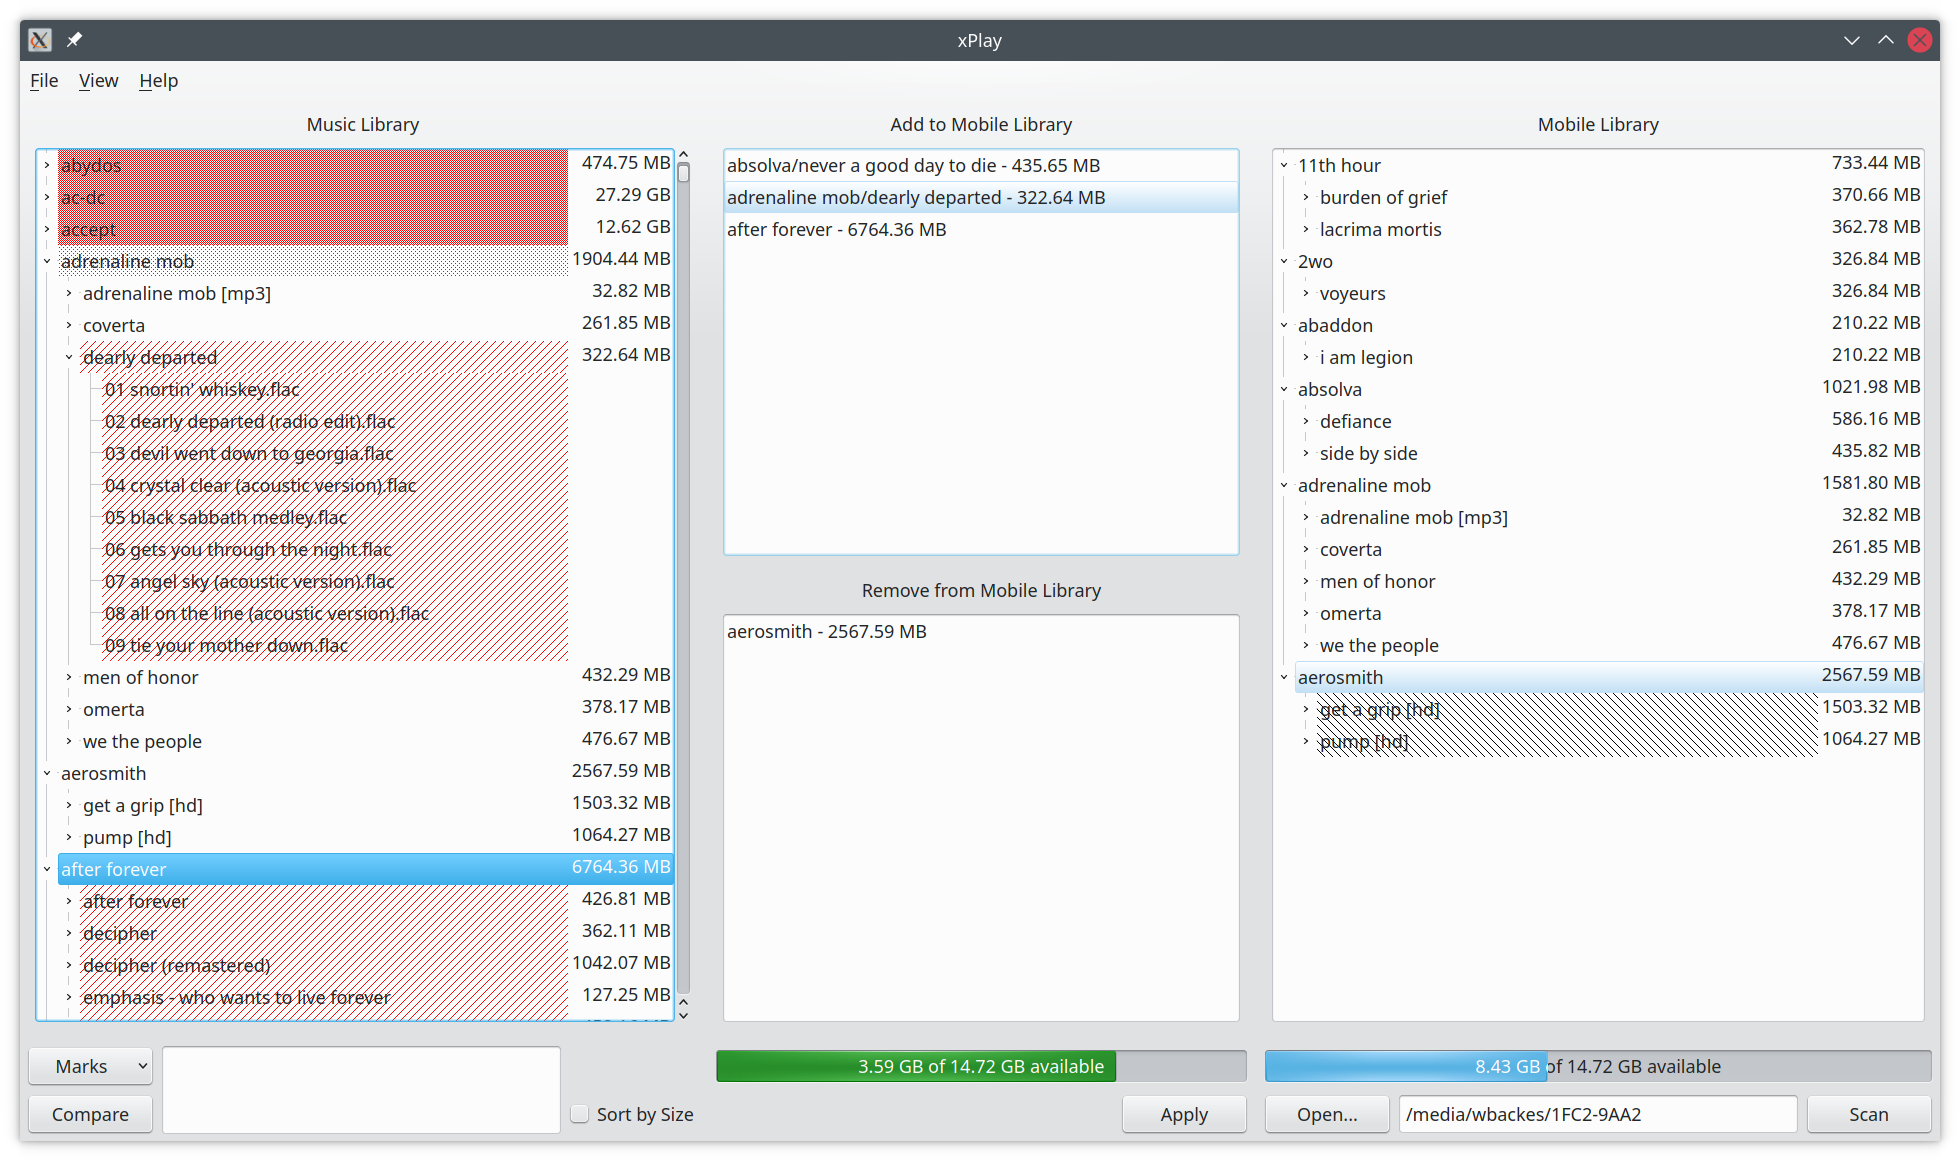 xPlay
File View Help
Music Library
abydos 474.75 MB
ac-dc 27.29 GB
accept 12.62 GB
adrenaline mob 1904.44 MB
adrenaline mob [mp3] 32.82 MB
coverta 261.85 MB
dearly departed 322.64 MB
01 snortin' whiskey.flac
02 dearly departed (radio edit).flac
03 devil went down to georgia.flac
04 crystal clear (acoustic version).flac
05 black sabbath medley.flac
06 gets you through the night.flac
07 angel sky (acoustic version).flac
08 all on the line (acoustic version).flac
09 tie your mother down.flac
men of honor 432.29 MB
omerta 378.17 MB
we the people 476.67 MB
aerosmith 2567.59 MB
get a grip [hd] 1503.32 MB
pump [hd] 1064.27 MB
after forever 6764.36 MB
after forever 426.81 MB
decipher 362.11 MB
decipher (remastered) 1042.07 MB
emphasis - who wants to live forever 127.25 MB
Marks
Compare
Sort by Size
Add to Mobile Library
absolva/never a good day to die - 435.65 MB
adrenaline mob/dearly departed - 322.64 MB
after forever - 6764.36 MB
Remove from Mobile Library
aerosmith - 2567.59 MB
3.59 GB of 14.72 GB available
Apply
Mobile Library
11th hour 733.44 MB
burden of grief 370.66 MB
lacrima mortis 362.78 MB
2wo 326.84 MB
voyeurs 326.84 MB
abaddon 210.22 MB
i am legion 210.22 MB
absolva 1021.98 MB
defiance 586.16 MB
side by side 435.82 MB
adrenaline mob 1581.80 MB
adrenaline mob [mp3] 32.82 MB
coverta 261.85 MB
men of honor 432.29 MB
omerta 378.17 MB
we the people 476.67 MB
aerosmith 2567.59 MB
get a grip [hd] 1503.32 MB
pump [hd] 1064.27 MB
8.43 GB of 14.72 GB available
Open... /media/wbackes/1FC2-9AA2 Scan